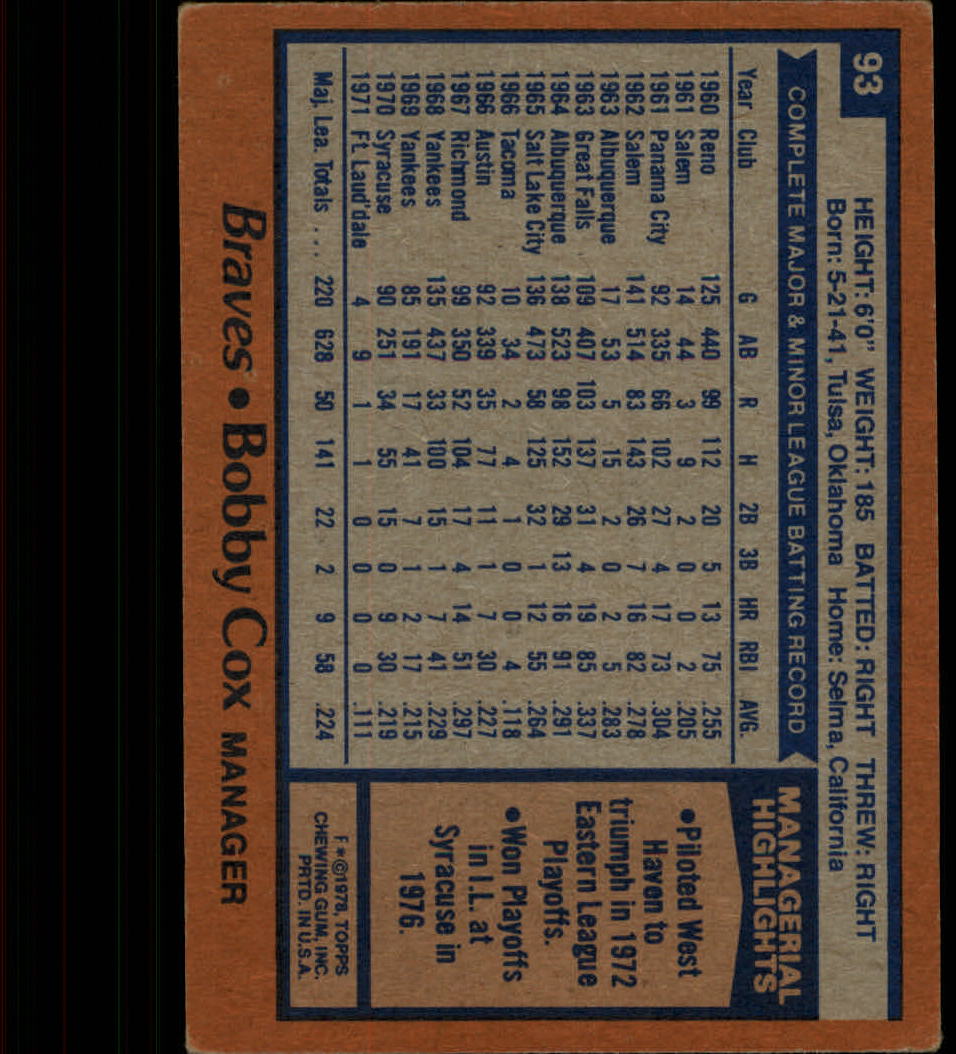 93
HEIGHT: 6'0" WEIGHT: 185 BATTED: RIGHT THREW: RIGHT
Born: 5-21-41, Tulsa, Oklahoma Home: Selma, California
COMPLETE MAJOR & MINOR LEAGUE BATTING RECORD
Year Club G AB R H 2B 3B HR RBI AVG.
1960 Reno 125 440 99 112 20 5 13 75 .255
1961 Salem 14 44 3 9 2 0 0 2 .205
1961 Panama City 92 335 66 102 27 4 17 73 .304
1962 Salem 141 514 83 143 26 7 16 82 .278
1963 Albuquerque 17 53 5 15 2 0 2 5 .283
1963 Great Falls 109 407 103 137 31 4 19 85 .337
1964 Albuquerque 138 523 98 152 29 13 16 91 .291
1965 Salt Lake City 136 473 58 125 32 1 12 55 .264
1966 Tacoma 10 34 2 4 1 0 0 4 .118
1966 Austin 92 339 35 77 11 1 7 30 .227
1967 Richmond 99 350 52 104 17 4 14 51 .297
1968 Yankees 135 437 33 100 15 1 7 41 .229
1969 Yankees 85 191 17 41 7 1 2 17 .215
1970 Syracuse 90 251 34 55 15 0 9 30 .219
1971 Ft Laud'dale 4 9 1 1 0 0 0 0 .111
Maj. Lea. Totals ... 220 628 50 141 22 2 9 58 .224
MANAGERIAL
HIGHLIGHTS
•Piloted West
Haven to
triumph in 1972
Eastern League
Playoffs.
•Won Playoffs
in I.L. at
Syracuse in
1976.
F*©1978, TOPPS
CHEWING GUM, INC.
PRTD. IN U.S.A.
Braves • Bobby Cox MANAGER